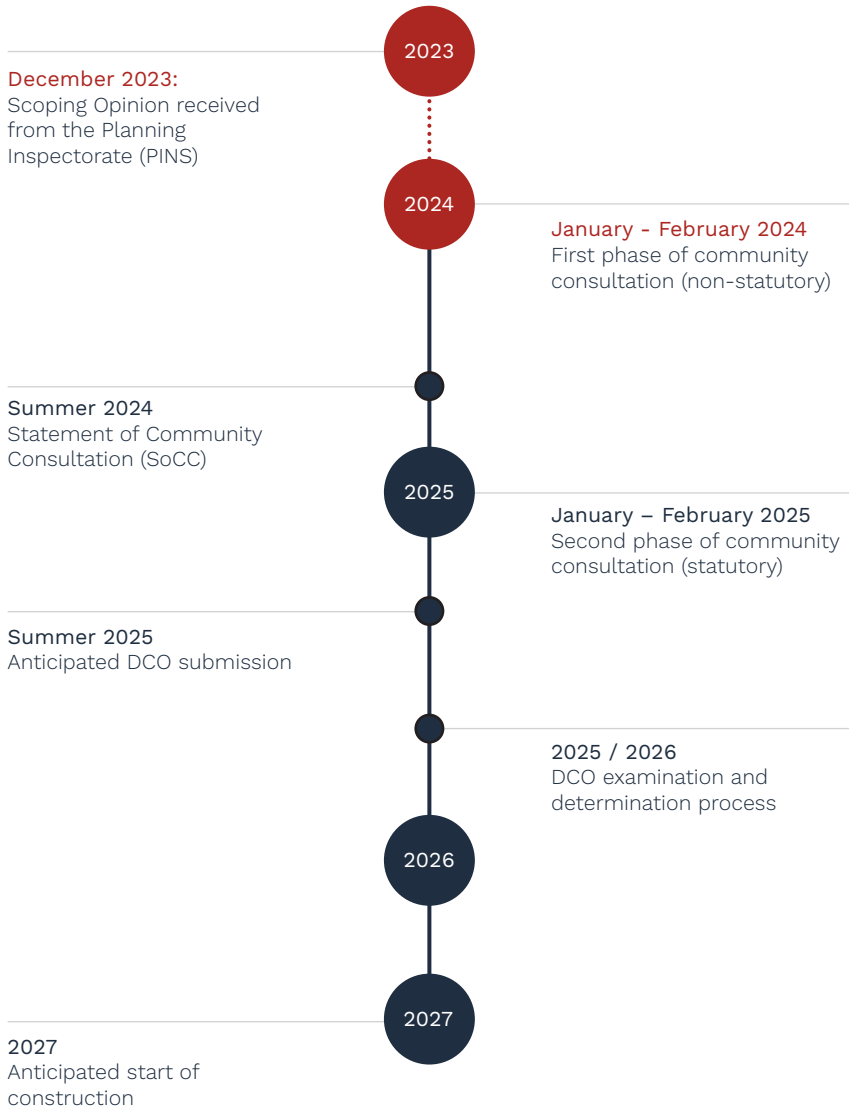 2023
December 2023:
Scoping Opinion received
from the Planning
Inspectorate (PINS)
2024
January - February 2024
First phase of community
consultation (non-statutory)
Summer 2024
Statement of Community
Consultation (SoCC)
2025
January – February 2025
Second phase of community
consultation (statutory)
Summer 2025
Anticipated DCO submission
2025 / 2026
DCO examination and
determination process
2026
2027
2027
Anticipated start of
construction